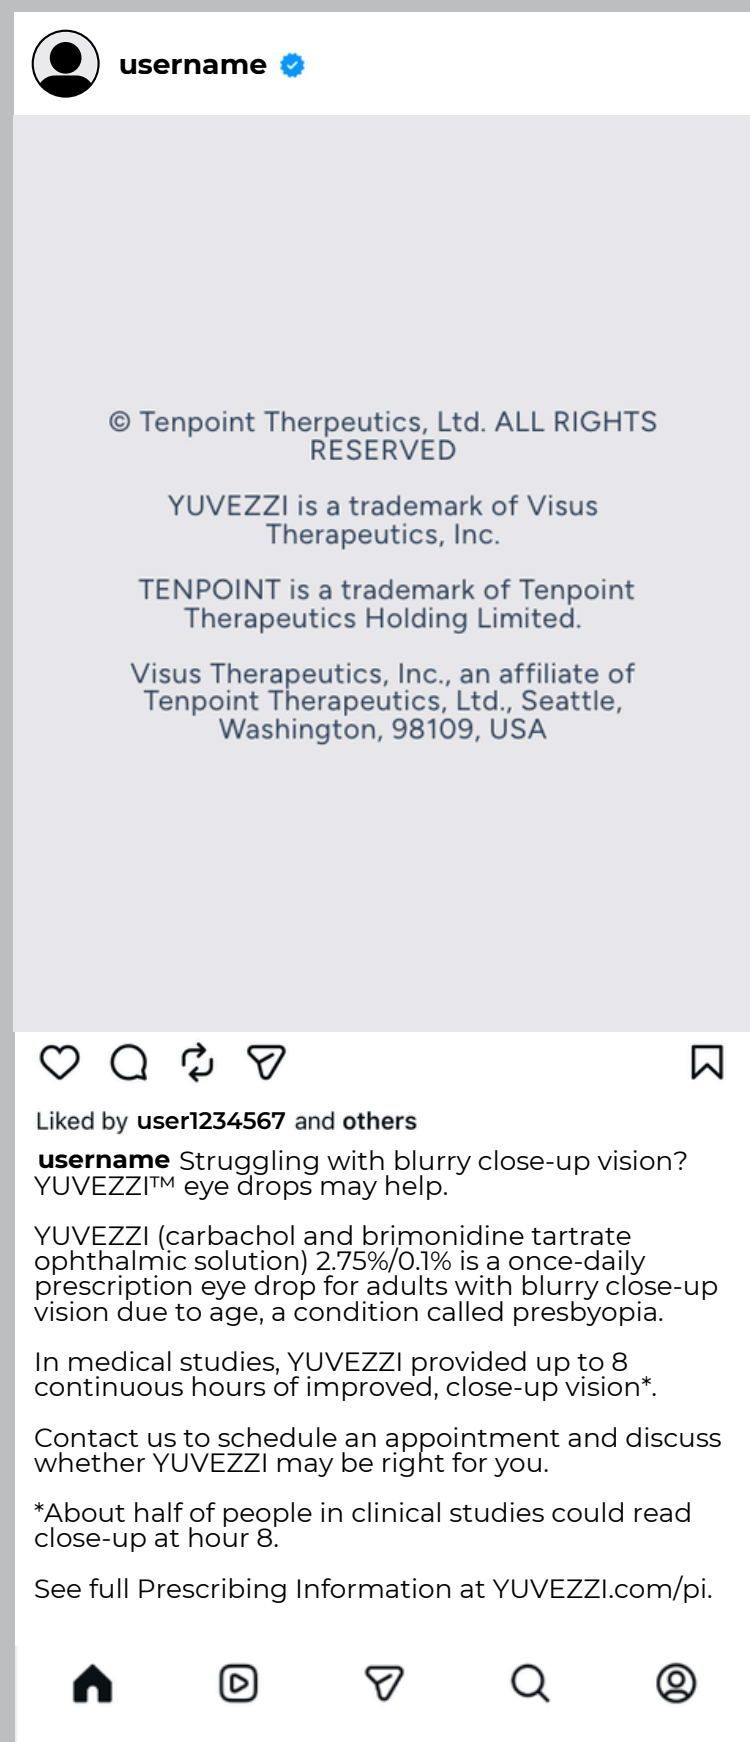 username
© Tenpoint Therpeutics, Ltd. ALL RIGHTS
RESERVED
YUVEZZI is a trademark of Visus
Therapeutics, Inc.
TENPOINT is a trademark of Tenpoint
Therapeutics Holding Limited.
Visus Therapeutics, Inc., an affiliate of
Tenpoint Therapeutics, Ltd., Seattle,
Washington, 98109, USA
Liked by user1234567 and others
username Struggling with blurry close-up vision?
YUVEZZI™ eye drops may help.
YUVEZZI (carbachol and brimonidine tartrate
ophthalmic solution) 2.75%/0.1% is a once-daily
prescription eye drop for adults with blurry close-up
vision due to age, a condition called presbyopia.
In medical studies, YUVEZZI provided up to 8
continuous hours of improved, close-up vision*.
Contact us to schedule an appointment and discuss
whether YUVEZZI may be right for you.
*About half of people in clinical studies could read
close-up at hour 8.
See full Prescribing Information at YUVEZZI.com/pi.